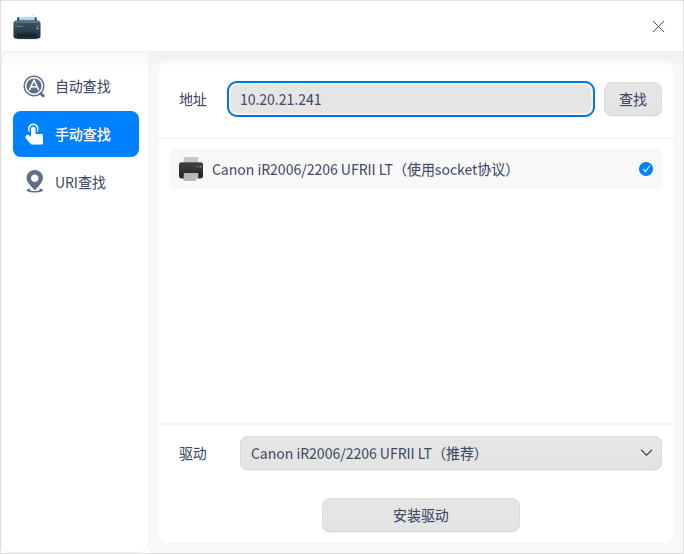 自动查找
手动查找
URI查找
地址
10.20.21.241
查找
Canon iR2006/2206 UFRII LT（使用socket协议）
驱动
Canon iR2006/2206 UFRII LT（推荐）
安装驱动